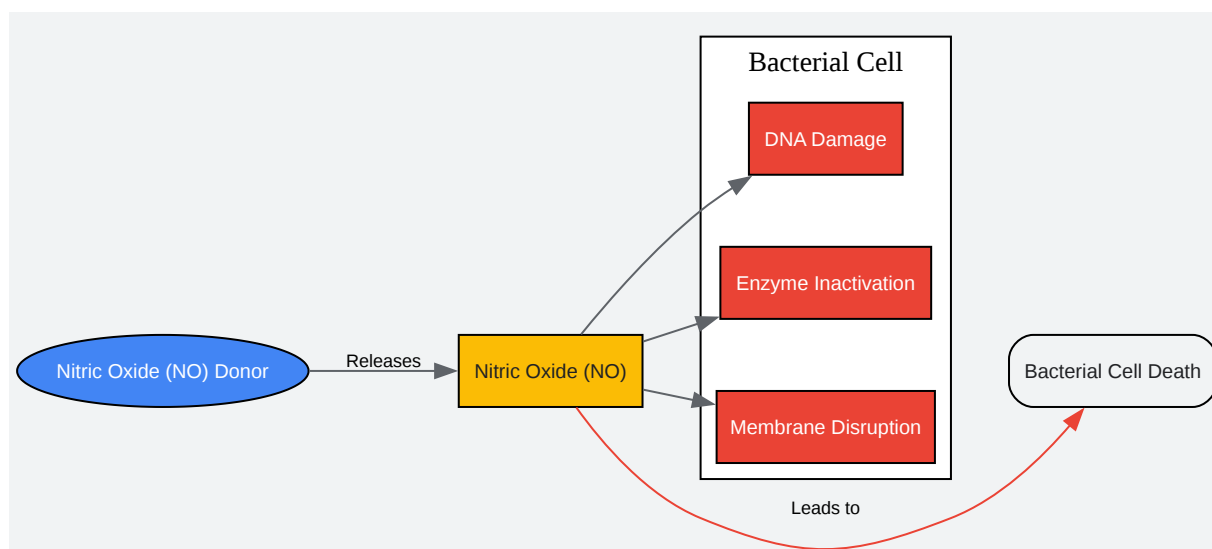 Bacterial Cell
DNA Damage
Enzyme Inactivation
Nitric Oxide (NO) Donor
Releases
Nitric Oxide (NO)
Bacterial Cell Death
Membrane Disruption
Leads to